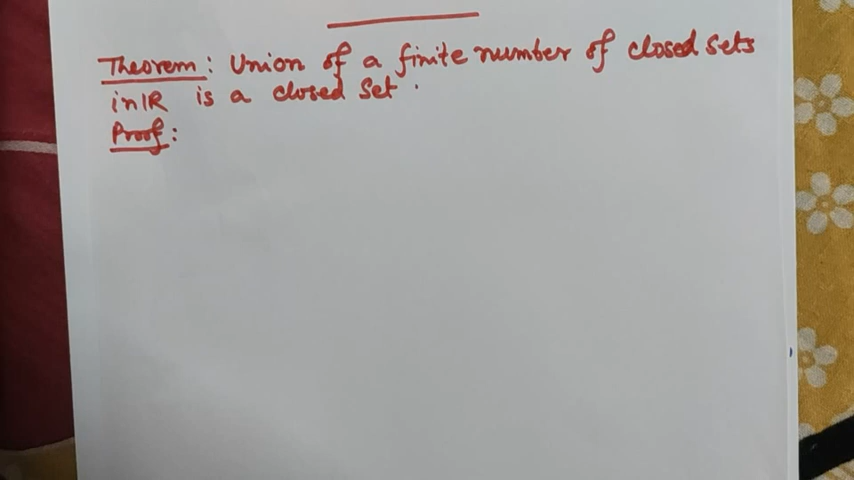 Theorem : Union of a finite number of closed sets
in IR is a closed set .
Proof :